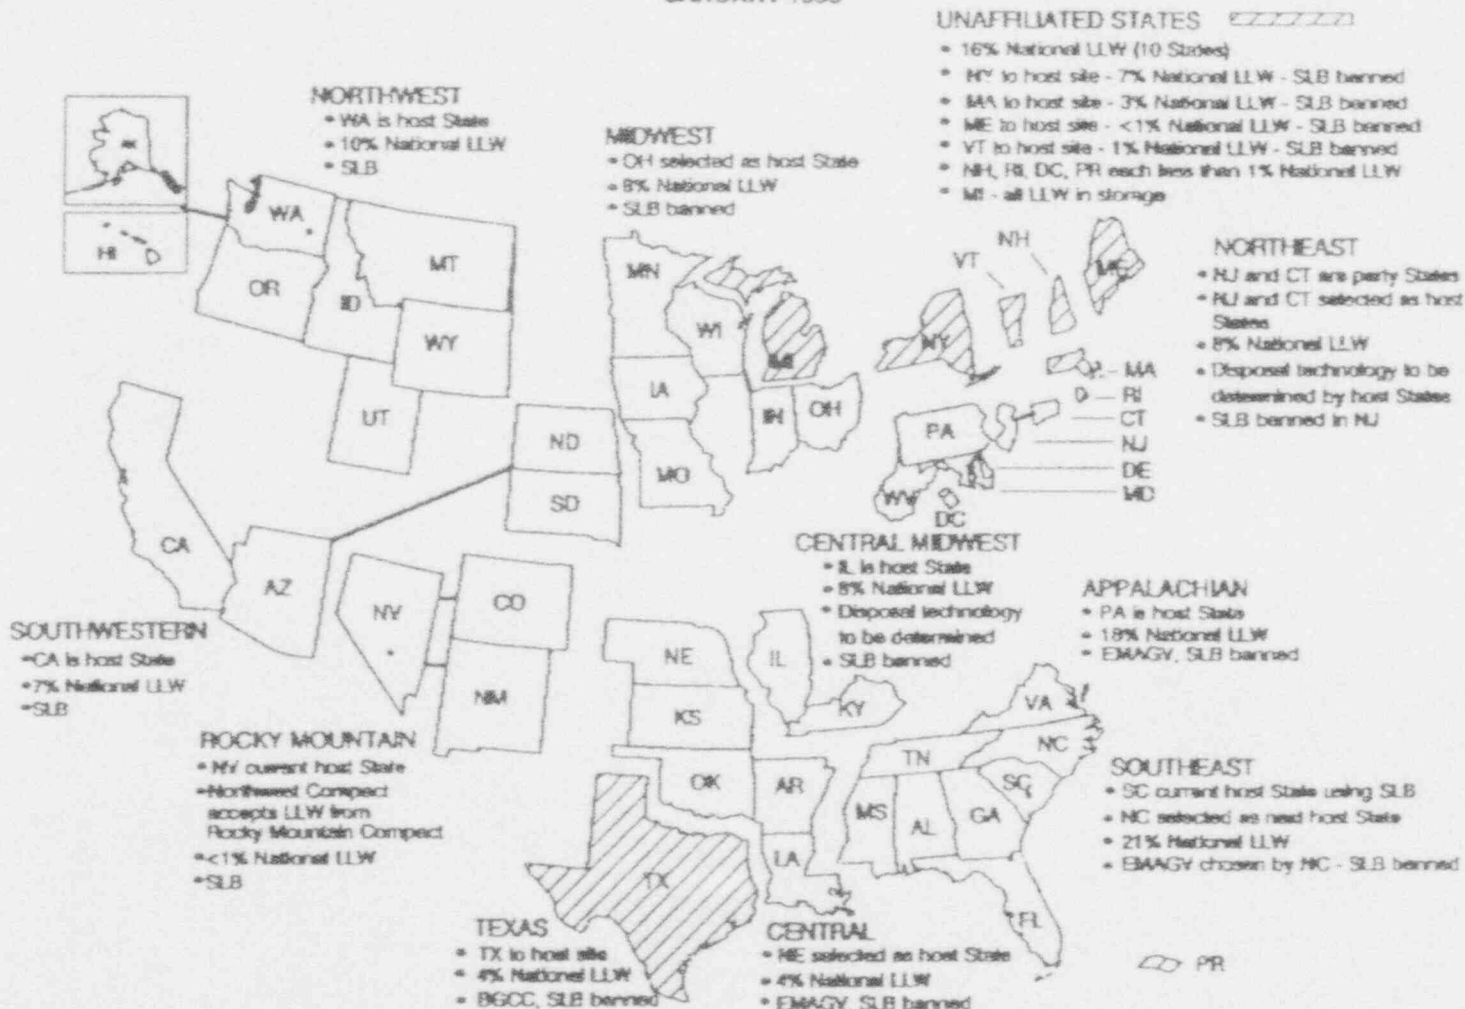 UNAFFILIATED STATES
• 16% National LLW (10 States)
• NY to host site - 7% National LLW - SLB banned
• MA to host site - 3% National LLW - SLB banned
• ME to host site - <1% National LLW - SLB banned
• VT to host site - 1% National LLW - SLB banned
• NH, RI, DC, PR each less than 1% National LLW
• MI - all LLW in storage
NORTHWEST
• WA is host State
• 10% National LLW
• SLB
MIDWEST
• OH selected as host State
• 8% National LLW
• SLB banned
NORTHEAST
• NJ and CT are party States
• NJ and CT selected as host
States
• 8% National LLW
• Disposal technology to be
determined by host States
• SLB banned in NJ
AK
HI
WA
OR
ID
MT
WY
UT
ND
SD
MN
WI
IA
MO
MI
IN
OH
NY
VT
NH
ME
MA
RI
CT
NJ
DE
MD
PA
WV
DC
CA
AZ
NV
CO
NM
SOUTHWESTERN
• CA is host State
• 7% National LLW
• SLB
ROCKY MOUNTAIN
• NV current host State
• Northwest Compact
accepts LLW from
Rocky Mountain Compact
• <1% National LLW
• SLB
CENTRAL MIDWEST
• IL is host State
• 8% National LLW
• Disposal technology
to be determined
• SLB banned
APPALACHIAN
• PA is host State
• 18% National LLW
• EMAGV, SLB banned
NE
KS
OK
AR
LA
TX
IL
KY
VA
TN
NC
SC
MS
AL
GA
FL
PR
SOUTHEAST
• SC current host State using SLB
• NC selected as next host State
• 21% National LLW
• EMAGV chosen by NC - SLB banned
TEXAS
• TX to host site
• 4% National LLW
• BGCC, SLB banned
CENTRAL
• NE selected as host State
• 4% National LLW
• EMAGV, SLB banned